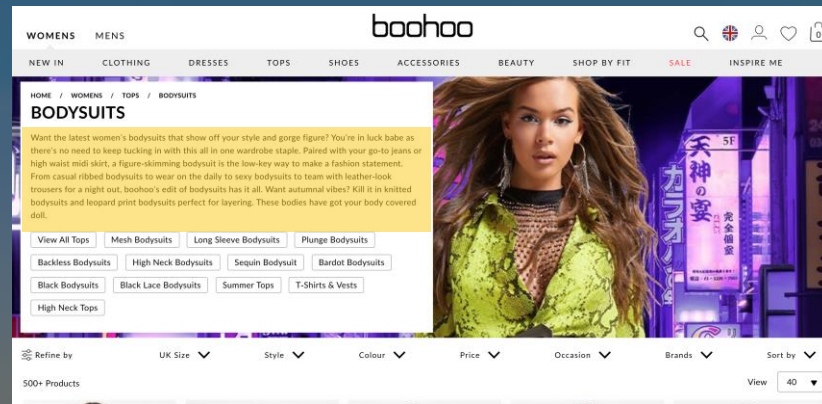 WOMENS MENS
boohoo
0
NEW IN CLOTHING DRESSES TOPS SHOES ACCESSORIES BEAUTY SHOP BY FIT SALE INSPIRE ME
HOME / WOMENS / TOPS / BODYSUITS
BODYSUITS
Want the latest women's bodysuits that show off your style and gorge figure? You're in luck babe as
there's no need to keep tucking in with this all in one wardrobe staple. Paired with your go-to jeans or
high waist midi skirt, a figure-skimming bodysuit is the low-key way to make a fashion statement.
From casual ribbed bodysuits to wear on the daily to sexy bodysuits to team with leather-look
trousers for a night out, boohoo's edit of bodysuits has it all. Want autumnal vibes? Kill it in knitted
bodysuits and leopard print bodysuits perfect for layering. These bodies have got your body covered
doll.
View All Tops Mesh Bodysuits Long Sleeve Bodysuits Plunge Bodysuits
Backless Bodysuits High Neck Bodysuits Sequin Bodysuit Bardot Bodysuits
Black Bodysuits Black Lace Bodysuits Summer Tops T-Shirts & Vests
High Neck Tops
5F
天神の宴
カラオケ
完全個室
Refine by UK Size Style Colour Price Occasion Brands Sort by
500+ Products
View 40